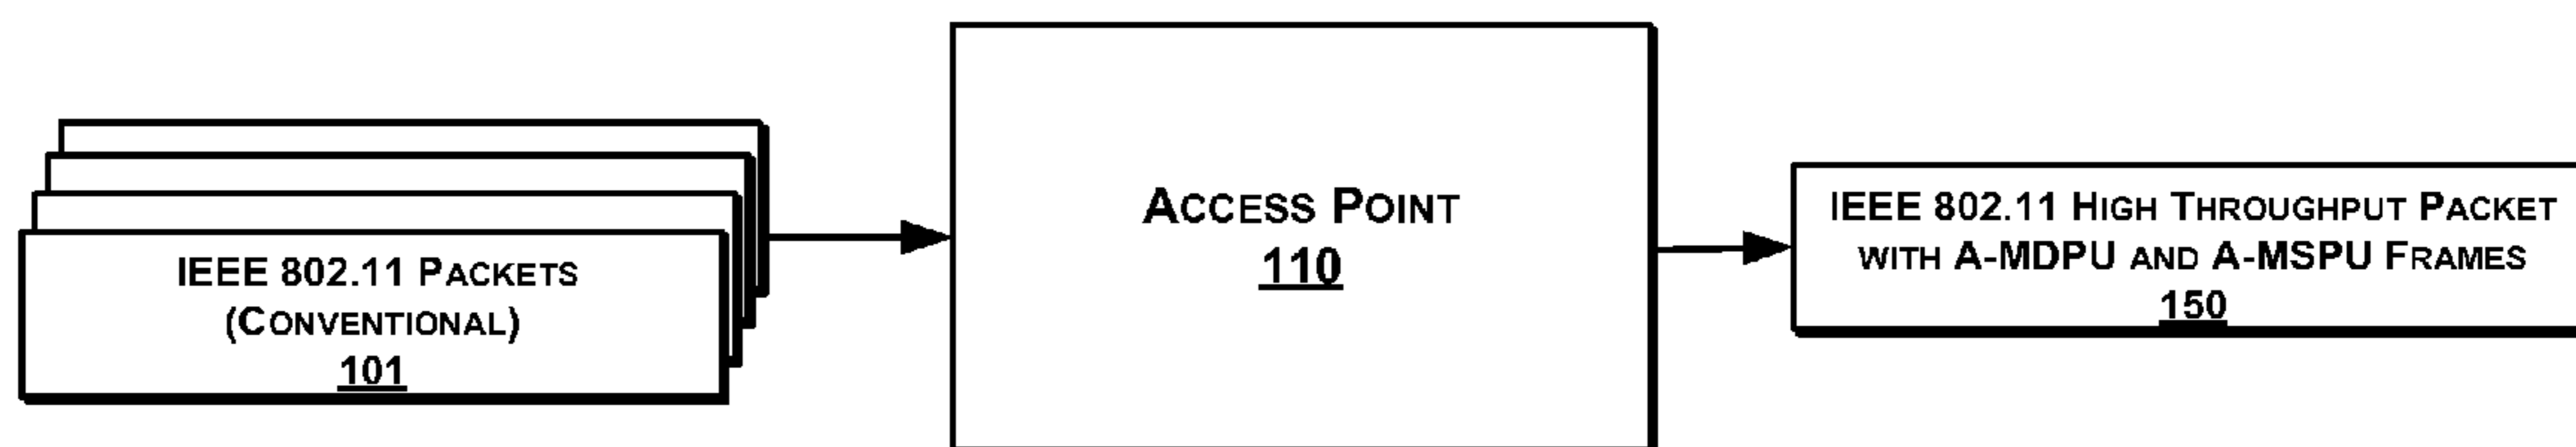 IEEE 802.11 PACKETS
(CONVENTIONAL)
101
ACCESS POINT
110
IEEE 802.11 HIGH THROUGHPUT PACKET
WITH A-MDPU AND A-MSPU FRAMES
150